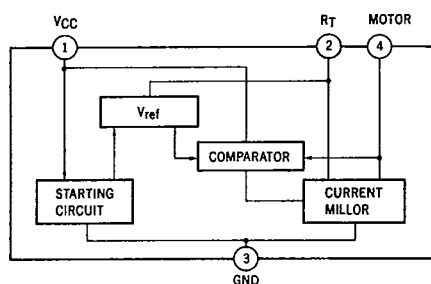 VCC RT MOTOR
1 2 4
Vref
COMPARATOR
STARTING
CIRCUIT
CURRENT
MILLOR
3
GND